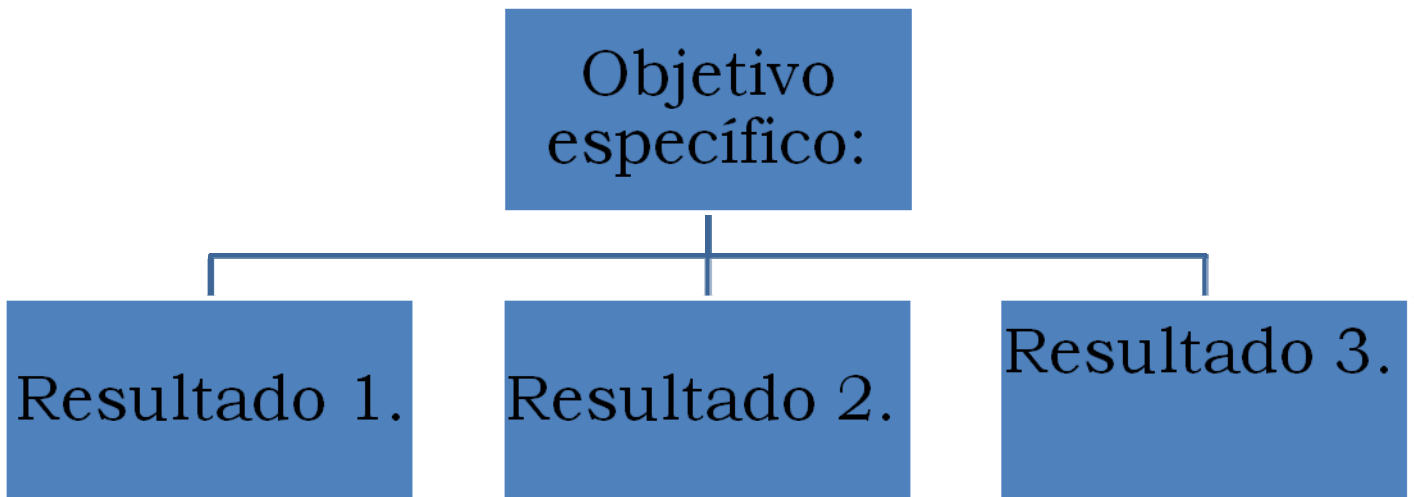 Objetivo
específico:
Resultado 1.
Resultado 2.
Resultado 3.